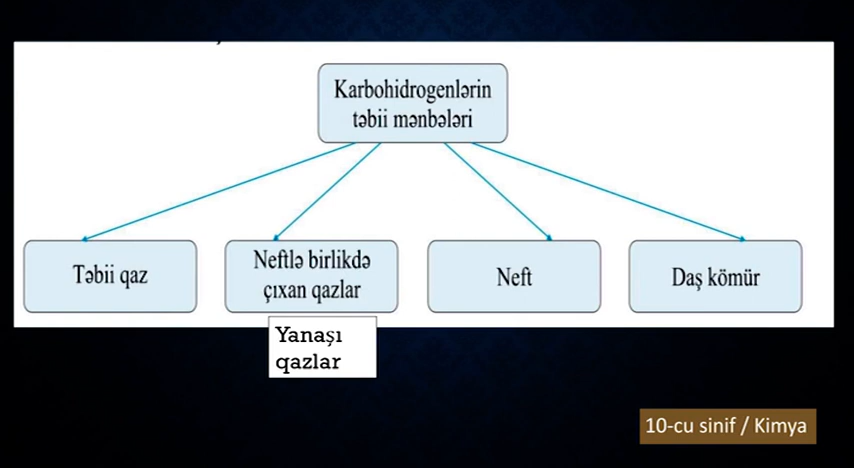 Karbohidrogenlərin
təbii mənbələri
Təbii qaz
Neftlə birlikdə
çıxan qazlar
Neft
Daş kömür
Yanaşı
qazlar
10-cu sinif / Kimya